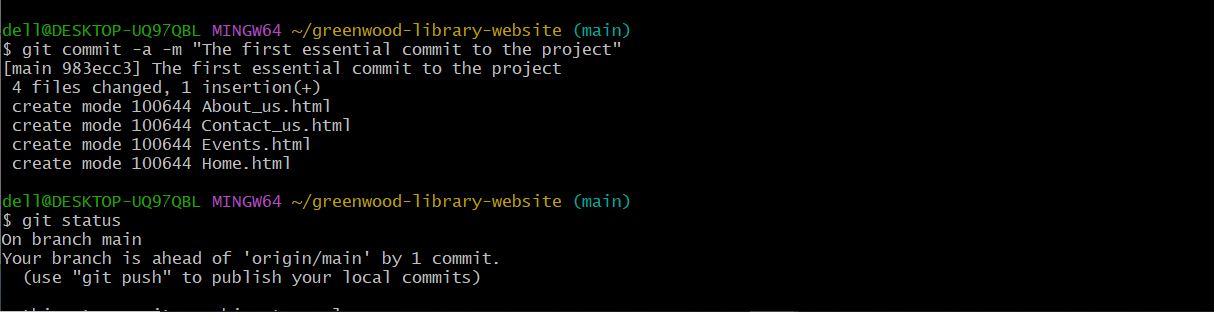 dell@DESKTOP-UQ97QBL MINGW64 ~/greenwood-library-website (main)
$ git commit -a -m "The first essential commit to the project"
[main 983ecc3] The first essential commit to the project
 4 files changed, 1 insertion(+)
 create mode 100644 About_us.html
 create mode 100644 Contact_us.html
 create mode 100644 Events.html
 create mode 100644 Home.html
dell@DESKTOP-UQ97QBL MINGW64 ~/greenwood-library-website (main)
$ git status
On branch main
Your branch is ahead of 'origin/main' by 1 commit.
  (use "git push" to publish your local commits)